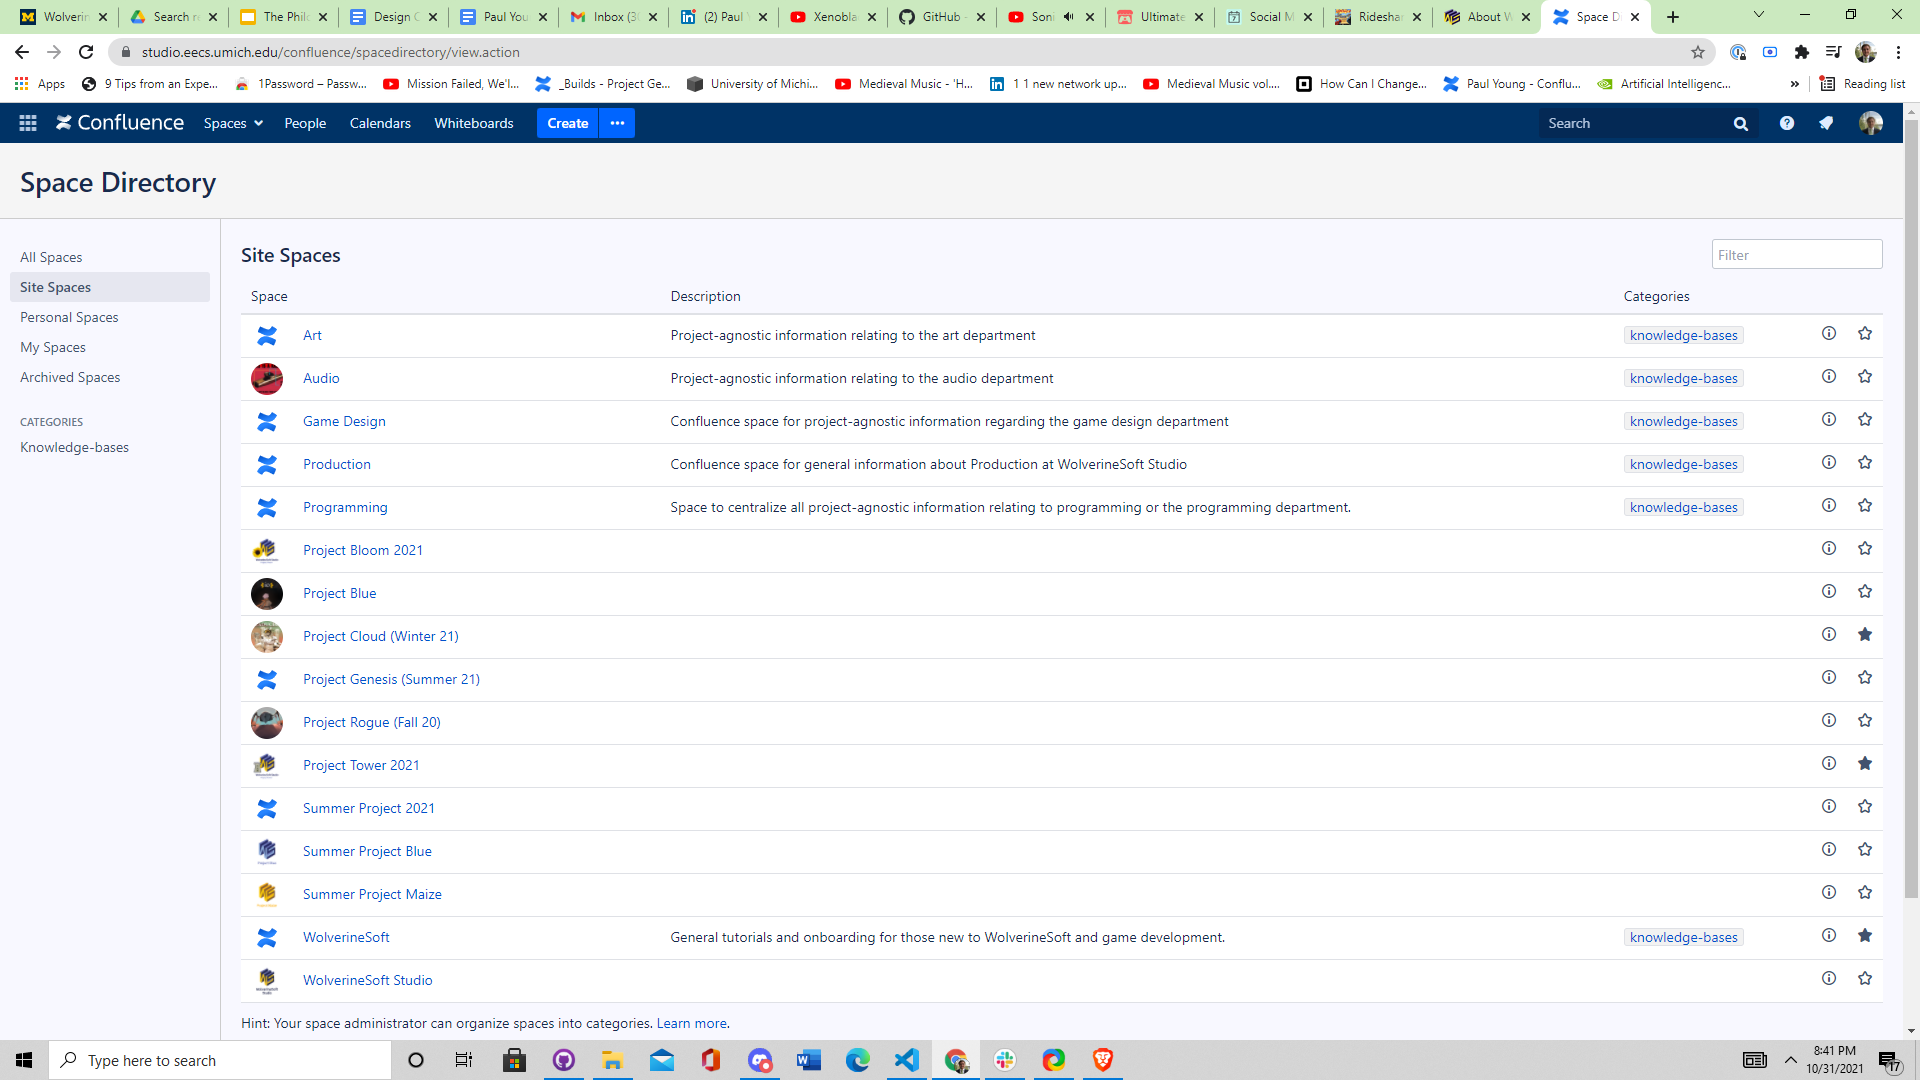 Wolverin
Search r
The Phil
Design C
Paul You
Inbox (3
(2) Paul Y
Xenobla
GitHub -
Soni
Ultimate
Social M
Rideshar
About W
Space D
studio.eecs.umich.edu/confluence/spacedirectory/view.action
Apps
9 Tips from an Expe...
1Password – Passw...
Mission Failed, We'l...
_Builds - Project Ge...
University of Michi...
Medieval Music - 'H...
1 1 new network up...
Medieval Music vol....
How Can I Change...
Paul Young - Conflu...
Artificial Intelligenc...
»
Reading list
Confluence
Spaces
People
Calendars
Whiteboards
Create
Search
Space Directory
All Spaces
Site Spaces
Personal Spaces
My Spaces
Archived Spaces
CATEGORIES
Knowledge-bases
Site Spaces
Filter
Space Description Categories
Art Project-agnostic information relating to the art department knowledge-bases
Audio Project-agnostic information relating to the audio department knowledge-bases
Game Design Confluence space for project-agnostic information regarding the game design department knowledge-bases
Production Confluence space for general information about Production at WolverineSoft Studio knowledge-bases
Programming Space to centralize all project-agnostic information relating to programming or the programming department. knowledge-bases
Project Bloom 2021
Project Blue
Project Cloud (Winter 21)
Project Genesis (Summer 21)
Project Rogue (Fall 20)
Project Tower 2021
Summer Project 2021
Summer Project Blue
Summer Project Maize
WolverineSoft General tutorials and onboarding for those new to WolverineSoft and game development. knowledge-bases
WolverineSoft Studio
Hint: Your space administrator can organize spaces into categories. Learn more.
Type here to search
8:41 PM
10/31/2021
17